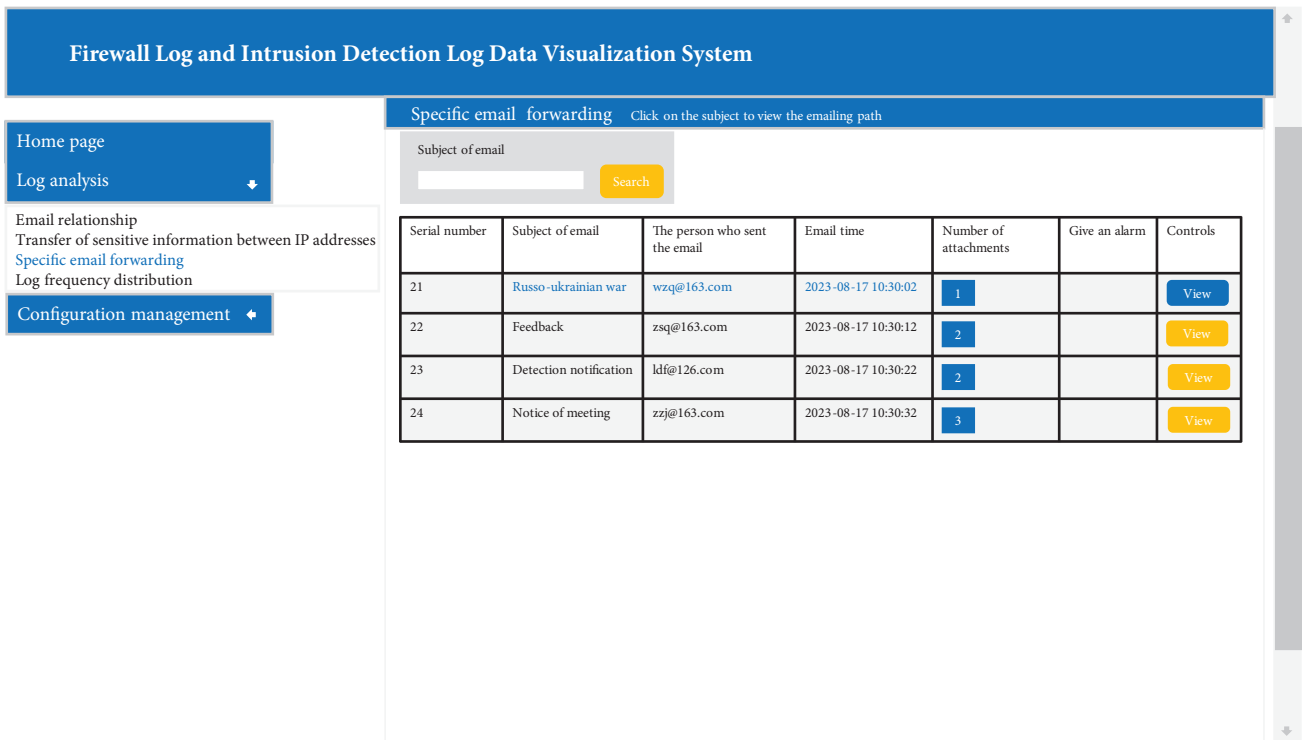 Firewall Log and Intrusion Detection Log Data Visualization System
Specific email forwarding Click on the subject to view the emailing path
Home page
Log analysis
Email relationship
Transfer of sensitive information between IP addresses
Specific email forwarding
Log frequency distribution
Configuration management
Subject of email
Search
Serial number Subject of email The person who sent the email Email time Number of attachments Give an alarm Controls
21 Russo-ukrainian war wzq@163.com 2023-08-17 10:30:02 1 View
22 Feedback zsq@163.com 2023-08-17 10:30:12 2 View
23 Detection notification ldf@126.com 2023-08-17 10:30:22 2 View
24 Notice of meeting zzj@163.com 2023-08-17 10:30:32 3 View